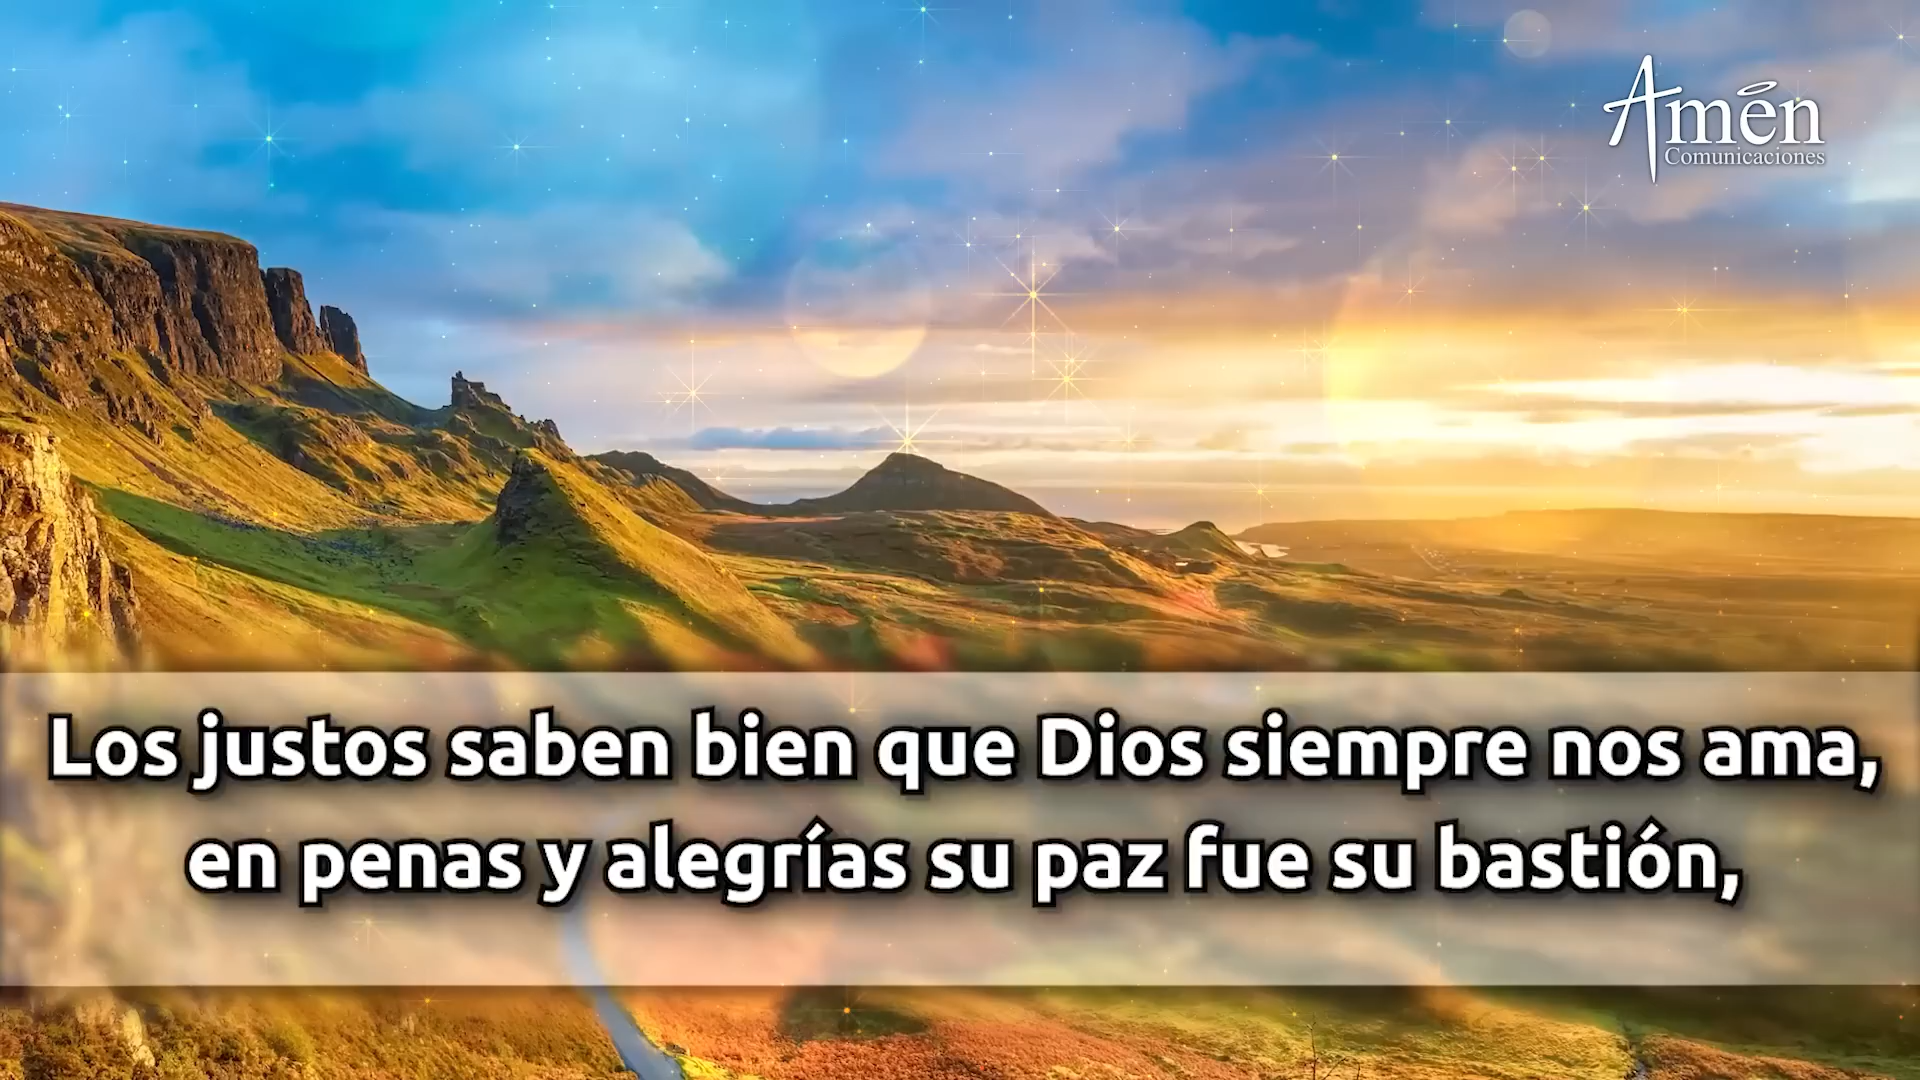 Amén
Comunicaciones
Los justos saben bien que Dios siempre nos ama,
en penas y alegrías su paz fue su bastión,